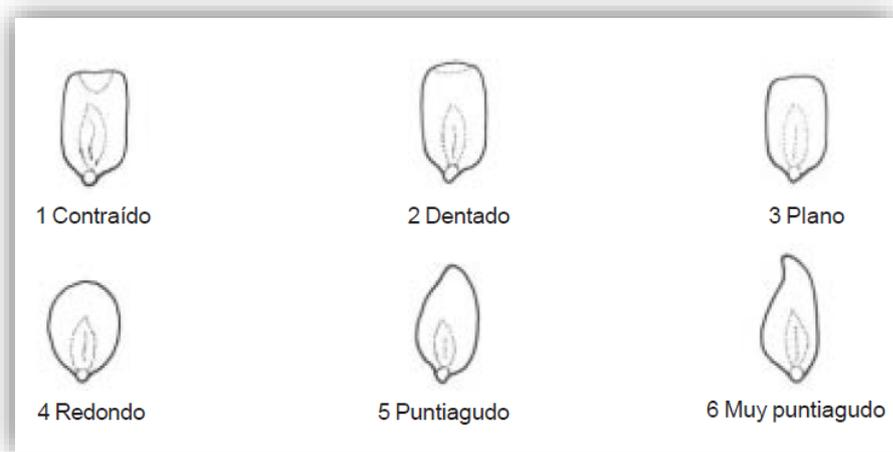 1 Contraído
2 Dentado
3 Plano
4 Redondo
5 Puntiagudo
6 Muy puntiagudo